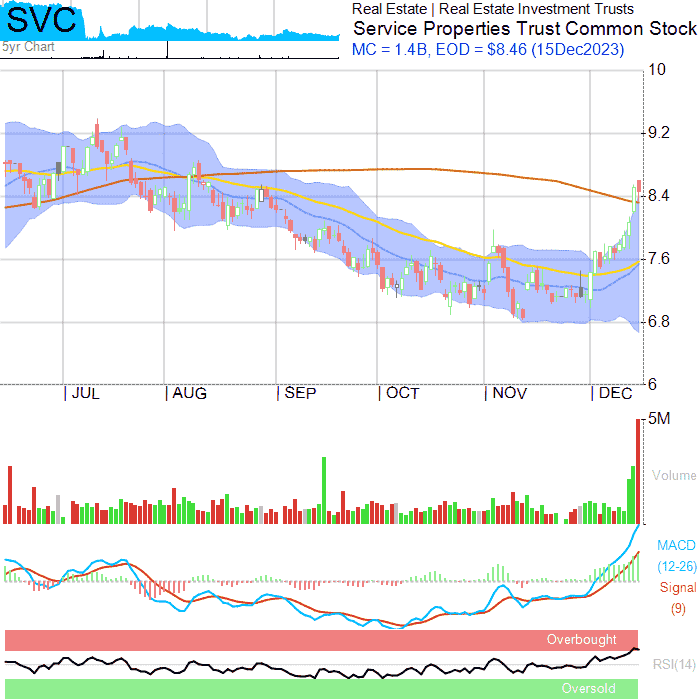 SVC
5yr Chart
Real Estate | Real Estate Investment Trusts
Service Properties Trust Common Stock
MC = 1.4B, EOD = $8.46 (15Dec2023)
10
9.2
8.4
7.6
6.8
6
| JUL | AUG | SEP | OCT | NOV | DEC
5M
Volume
MACD
(12-26)
Signal
(9)
Overbought
RSI(14)
Oversold